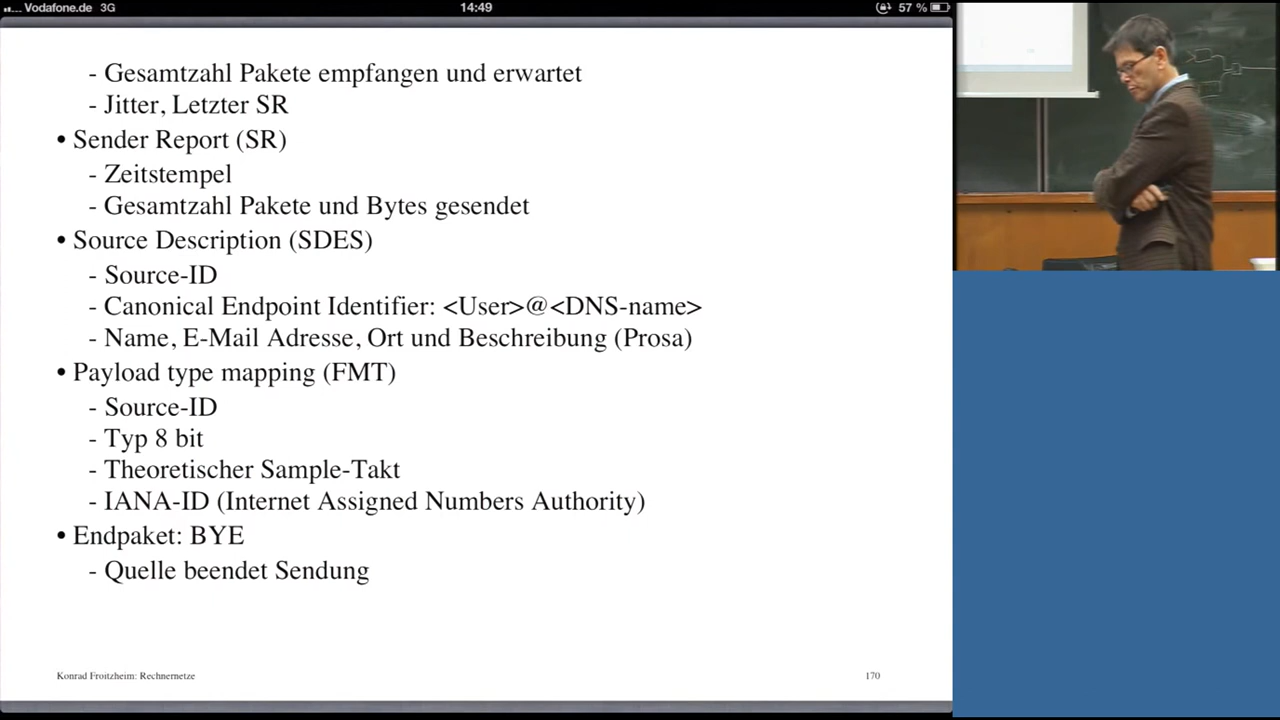 Vodafone.de 3G
14:49
57 %
- Gesamtzahl Pakete empfangen und erwartet
- Jitter, Letzter SR
• Sender Report (SR)
- Zeitstempel
- Gesamtzahl Pakete und Bytes gesendet
• Source Description (SDES)
- Source-ID
- Canonical Endpoint Identifier: <User>@<DNS-name>
- Name, E-Mail Adresse, Ort und Beschreibung (Prosa)
• Payload type mapping (FMT)
- Source-ID
- Typ 8 bit
- Theoretischer Sample-Takt
- IANA-ID (Internet Assigned Numbers Authority)
• Endpaket: BYE
- Quelle beendet Sendung
Konrad Froitzheim: Rechnernetze
170